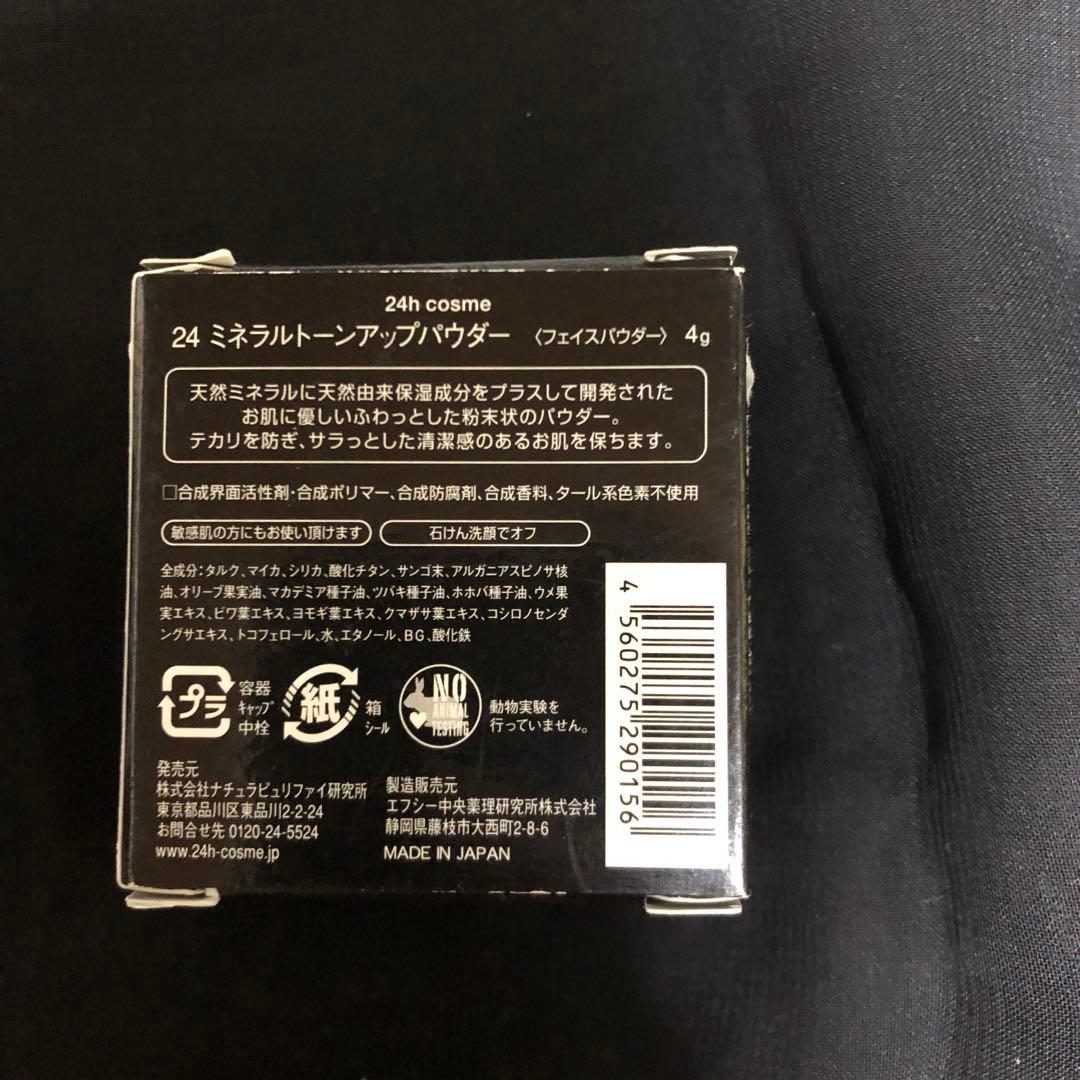 24h cosme
24 ミネラルトーンアップパウダー 〈フェイスパウダー〉 4g
天然ミネラルに天然由来保湿成分をプラスして開発された
お肌に優しいふわっとした粉末状のパウダー。
テカリを防ぎ、サラっとした清潔感のあるお肌を保ちます。
□合成界面活性剤・合成ポリマー、合成防腐剤、合成香料、タール系色素不使用
敏感肌の方にもお使い頂けます 石けん洗顔でオフ
全成分：タルク、マイカ、シリカ、酸化チタン、サンゴ末、アルガニアスピノサ核
油、オリーブ果実油、マカデミア種子油、ツバキ種子油、ホホバ種子油、ウメ果
実エキス、ビワ葉エキス、ヨモギ葉エキス、クマザサ葉エキス、コシロノセンダ
ングサエキス、トコフェロール、水、エタノール、BG、酸化鉄
プラ 容器 キャップ 中栓
紙 箱 シール
NO ANIMAL TESTING
動物実験を
行っていません。
発売元
株式会社ナチュラピュリファイ研究所
東京都品川区東品川2-2-24
お問合せ先 0120-24-5524
www.24h-cosme.jp
製造販売元
エフシー中央薬理研究所株式会社
静岡県藤枝市大西町2-8-6
MADE IN JAPAN
4 560275 290156